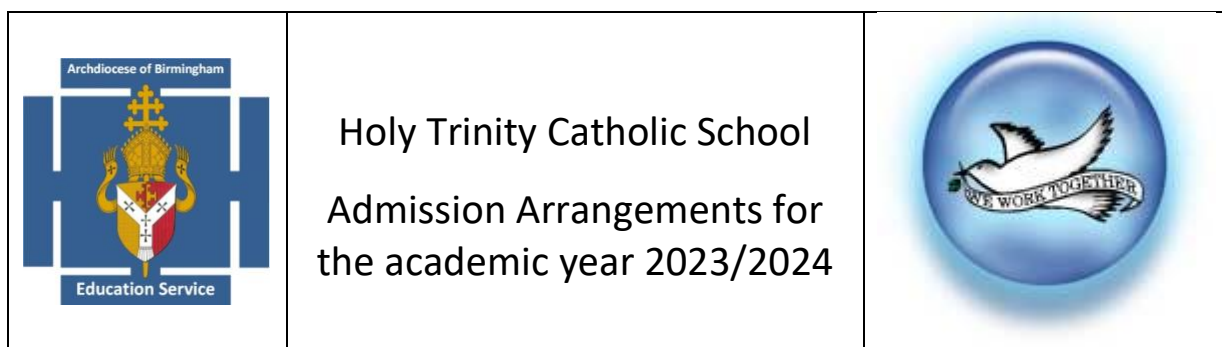 Archdiocese of Birmingham
Education Service
Holy Trinity Catholic School
Admission Arrangements for
the academic year 2023/2024
WE WORK TOGETHER